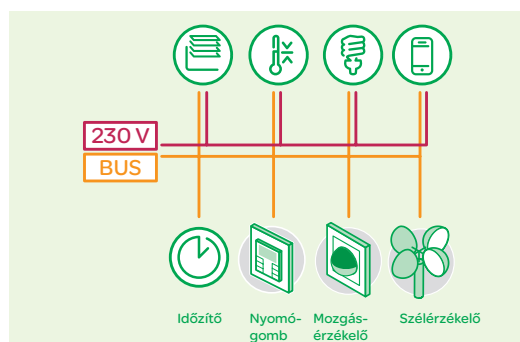 230 V
BUS
Időzítő
Nyomó-
gomb
Mozgás-
érzékelő
Szélérzékelő